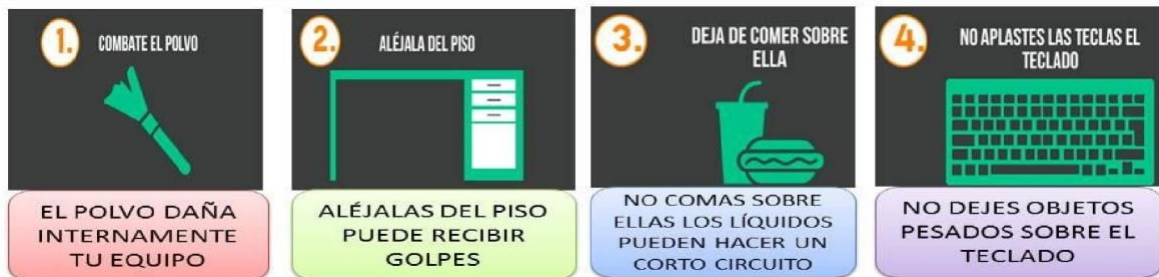 1. COMBATE EL POLVO
EL POLVO DAÑA
INTERNAMENTE
TU EQUIPO
2. ALÉJALA DEL PISO
ALÉJALAS DEL PISO
PUEDE RECIBIR
GOLPES
3. DEJA DE COMER SOBRE
ELLA
NO COMAS SOBRE
ELLAS LOS LÍQUIDOS
PUEDEN HACER UN
CORTO CIRCUITO
4. NO APLASTES LAS TECLAS EL
TECLADO
NO DEJES OBJETOS
PESADOS SOBRE EL
TECLADO